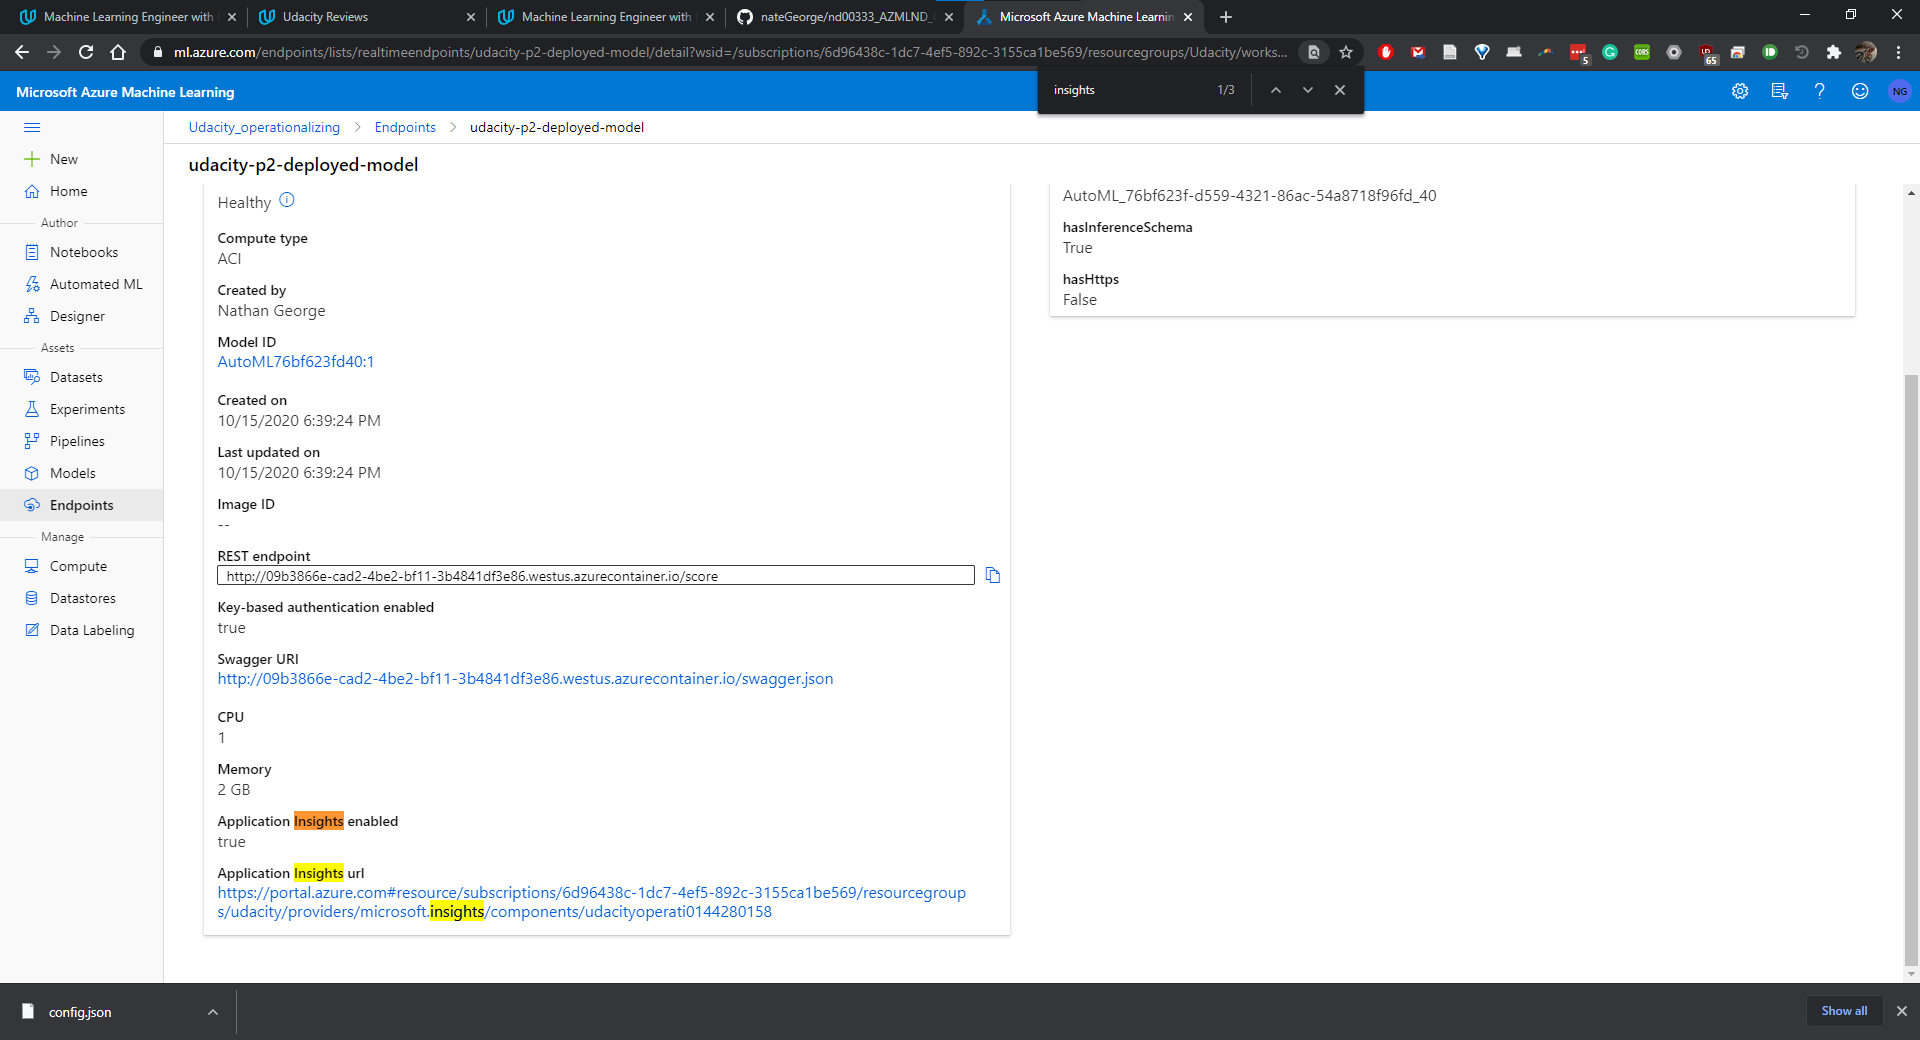 Machine Learning Engineer with
Udacity Reviews
Machine Learning Engineer with
nateGeorge/nd00333_AZMLND_
Microsoft Azure Machine Learnin
ml.azure.com/endpoints/lists/realtimeendpoints/udacity-p2-deployed-model/detail?wsid=/subscriptions/6d96438c-1dc7-4ef5-892c-3155ca1be569/resourcegroups/Udacity/works...
5
CORS
65
insights
1/3
Microsoft Azure Machine Learning
NG
Udacity_operationalizing
Endpoints
udacity-p2-deployed-model
New
Home
Author
Notebooks
Automated ML
Designer
Assets
Datasets
Experiments
Pipelines
Models
Endpoints
Manage
Compute
Datastores
Data Labeling
udacity-p2-deployed-model
Healthy
Compute type
ACI
Created by
Nathan George
Model ID
AutoML76bf623fd40:1
Created on
10/15/2020 6:39:24 PM
Last updated on
10/15/2020 6:39:24 PM
Image ID
--
REST endpoint
http://09b3866e-cad2-4be2-bf11-3b4841df3e86.westus.azurecontainer.io/score
Key-based authentication enabled
true
Swagger URI
http://09b3866e-cad2-4be2-bf11-3b4841df3e86.westus.azurecontainer.io/swagger.json
CPU
1
Memory
2 GB
Application Insights enabled
true
Application Insights url
https://portal.azure.com#resource/subscriptions/6d96438c-1dc7-4ef5-892c-3155ca1be569/resourcegroup
s/udacity/providers/microsoft.insights/components/udacityoperati0144280158
AutoML_76bf623f-d559-4321-86ac-54a8718f96fd_40
hasInferenceSchema
True
hasHttps
False
config.json
Show all